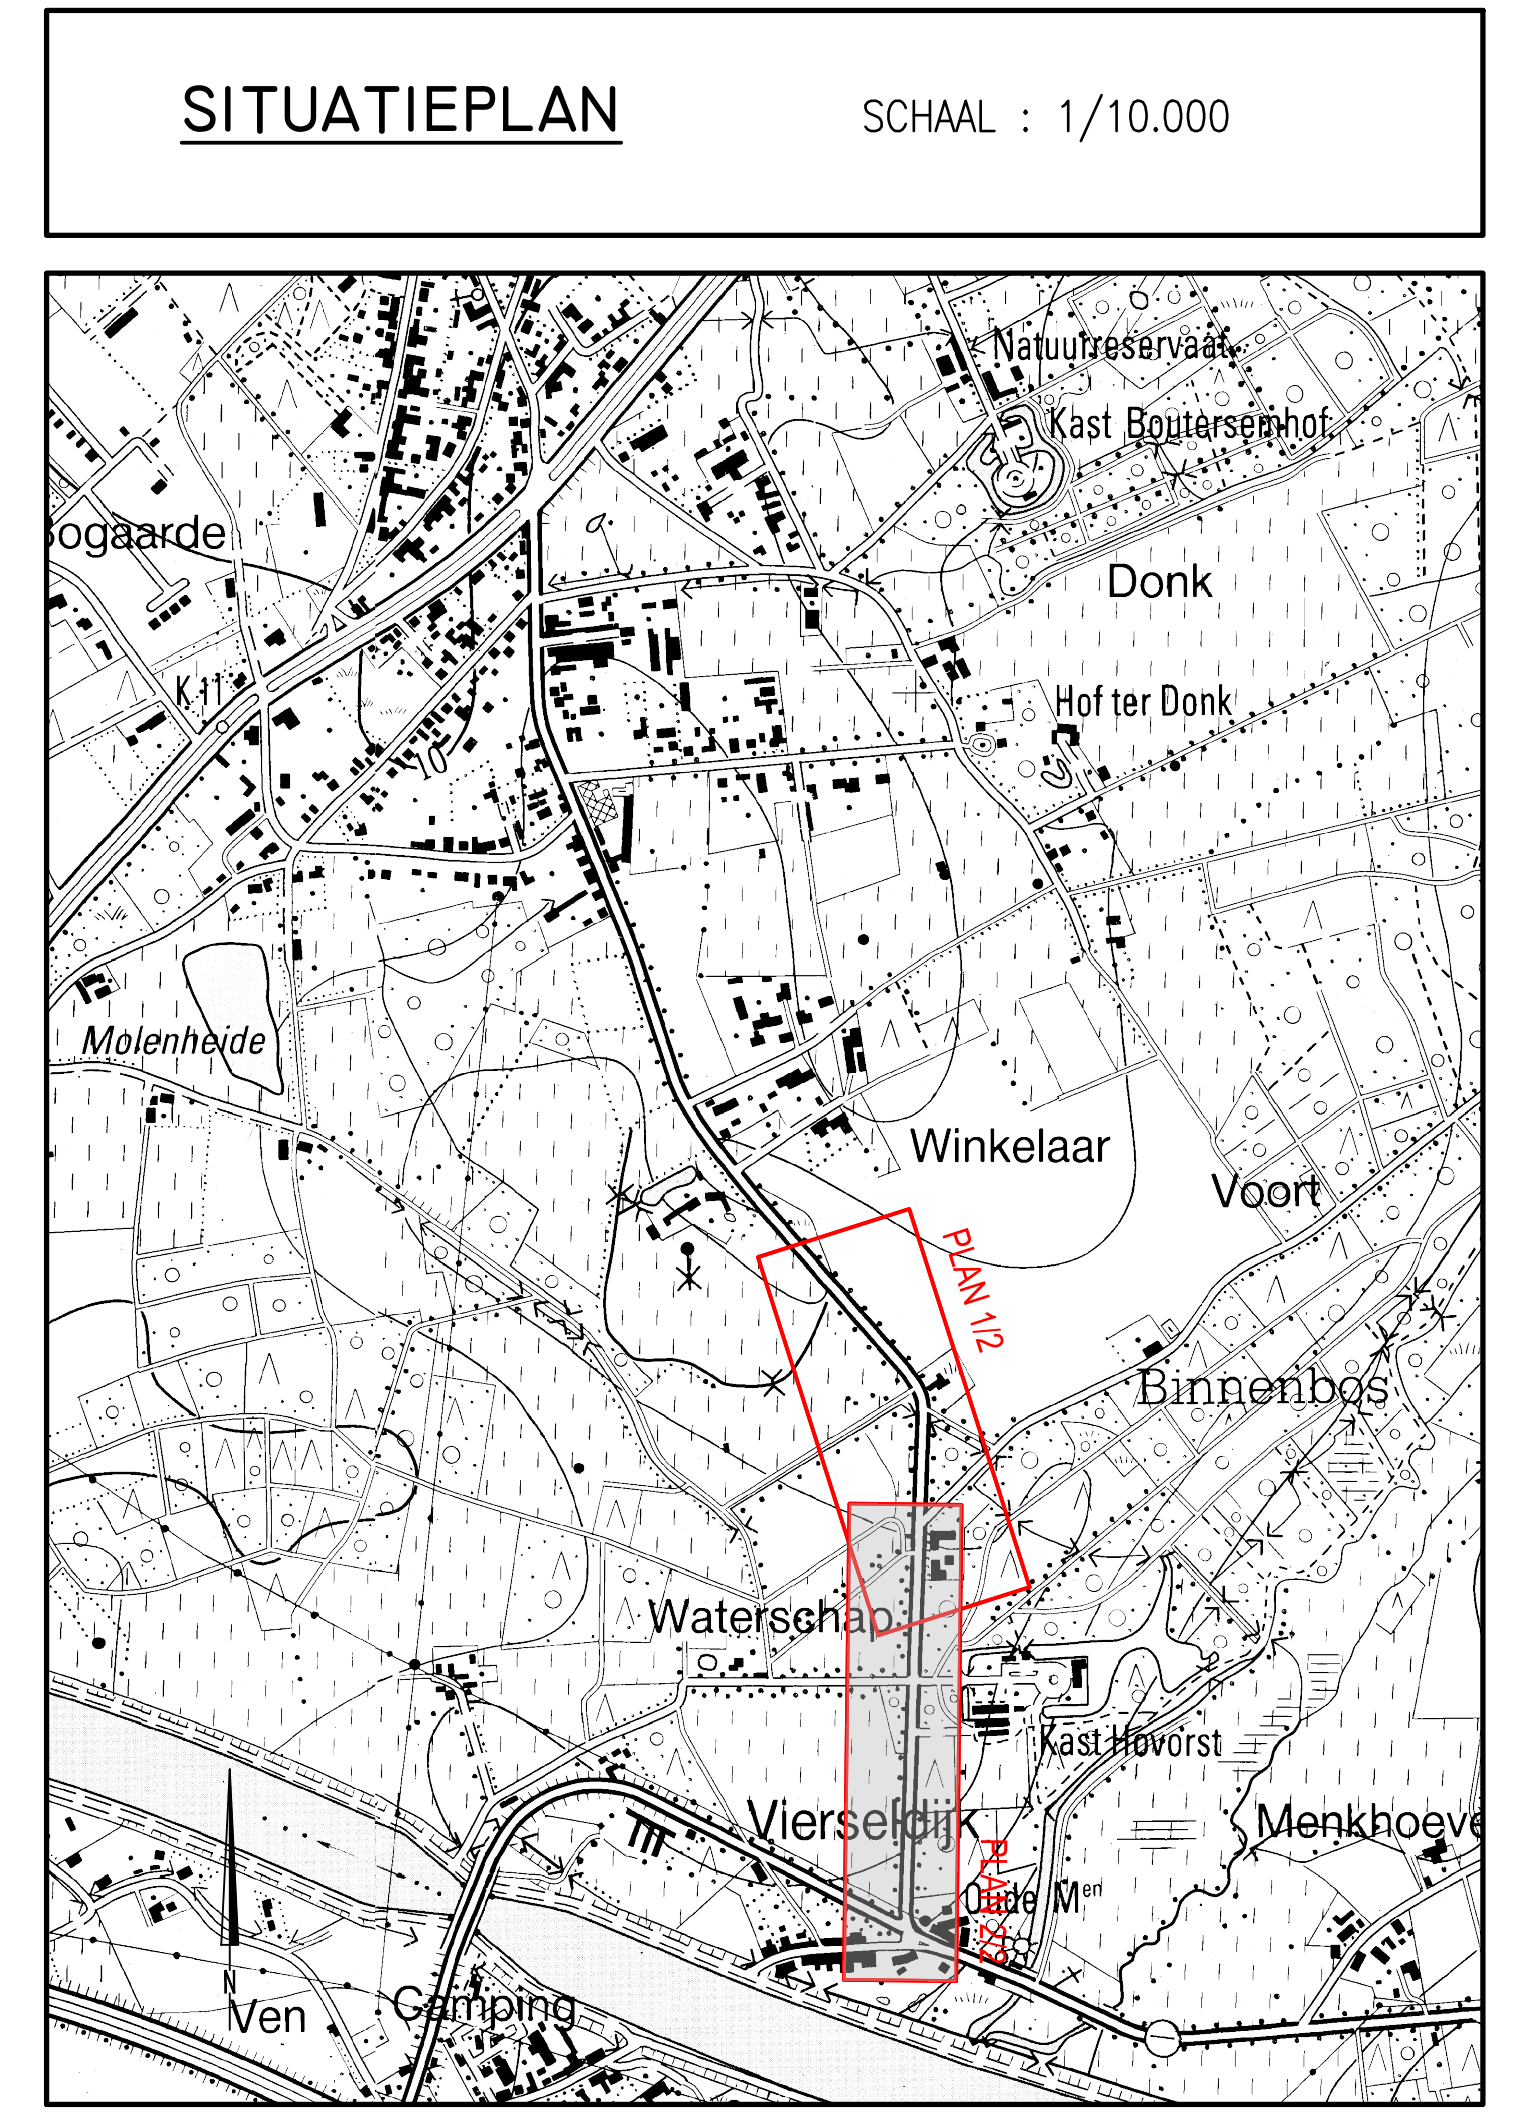 SITUATIEPLAN
SCHAAL : 1/10.000
Natuurreservaat
Kast Boutersemhof
Bogaarde
Donk
K 11
Hof ter Donk
10
Molenheide
Winkelaar
Voort
PLAN 1/2
Binnenbos
Waterschap
Kast Hovorst
Vierseldijk
Menkhoeve
PLAN 2/2
Oude Men
N
Ven
Camping